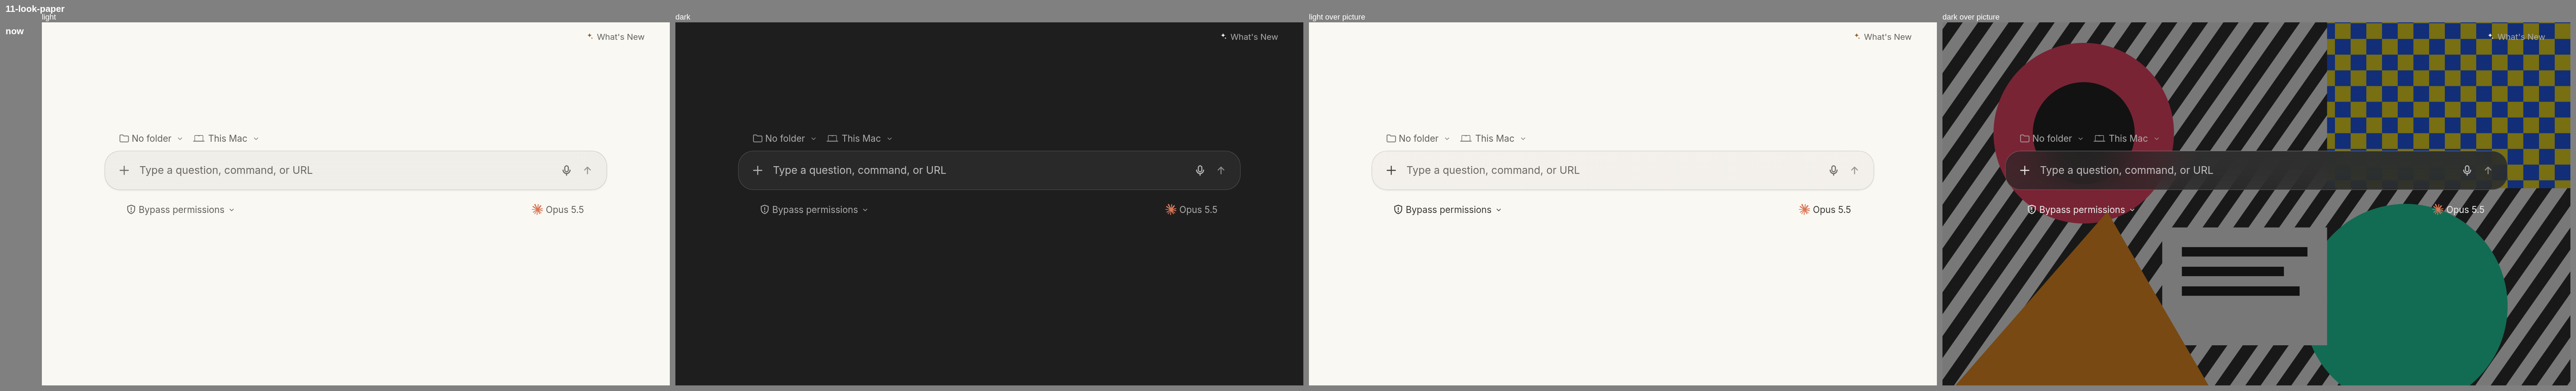 11-look-paper
now
light
What's New
No folder
This Mac
Type a question, command, or URL
Bypass permissions
Opus 5.5
dark
What's New
No folder
This Mac
Type a question, command, or URL
Bypass permissions
Opus 5.5
light over picture
What's New
No folder
This Mac
Type a question, command, or URL
Bypass permissions
Opus 5.5
dark over picture
What's New
No folder
This Mac
Type a question, command, or URL
Bypass permissions
Opus 5.5